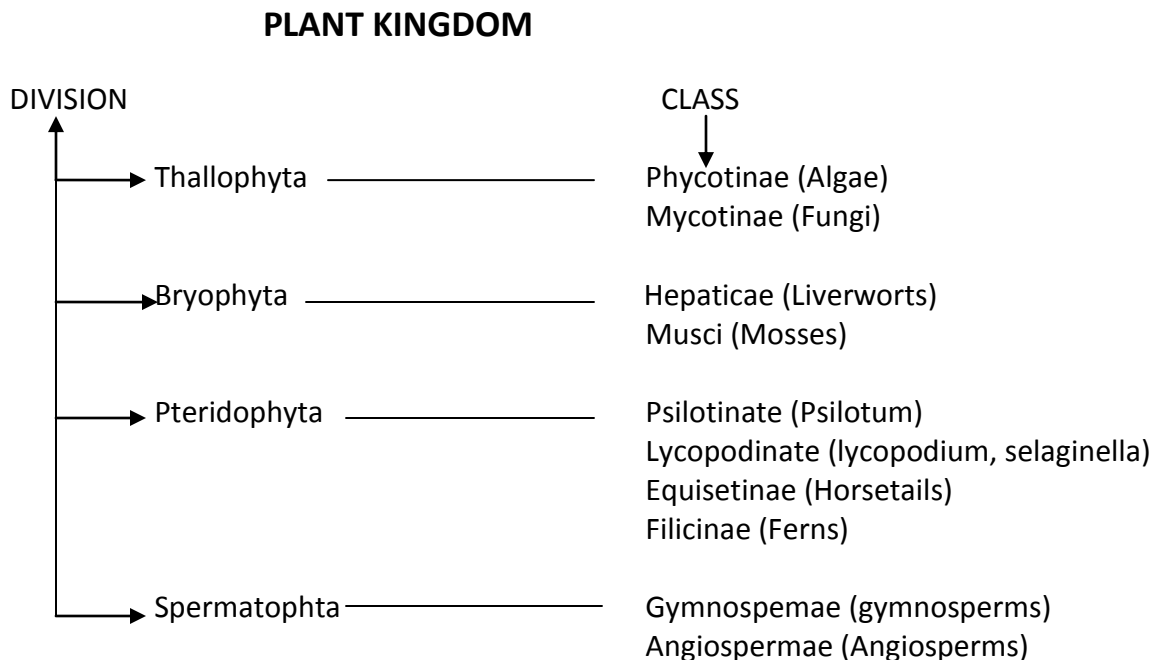 PLANT KINGDOM
DIVISION CLASS
Thallophyta Phycotinae (Algae)
Mycotinae (Fungi)
Bryophyta Hepaticae (Liverworts)
Musci (Mosses)
Pteridophyta Psilotinate (Psilotum)
Lycopodinate (lycopodium, selaginella)
Equisetinae (Horsetails)
Filicinae (Ferns)
Spermatophta Gymnospemae (gymnosperms)
Angiospermae (Angiosperms)